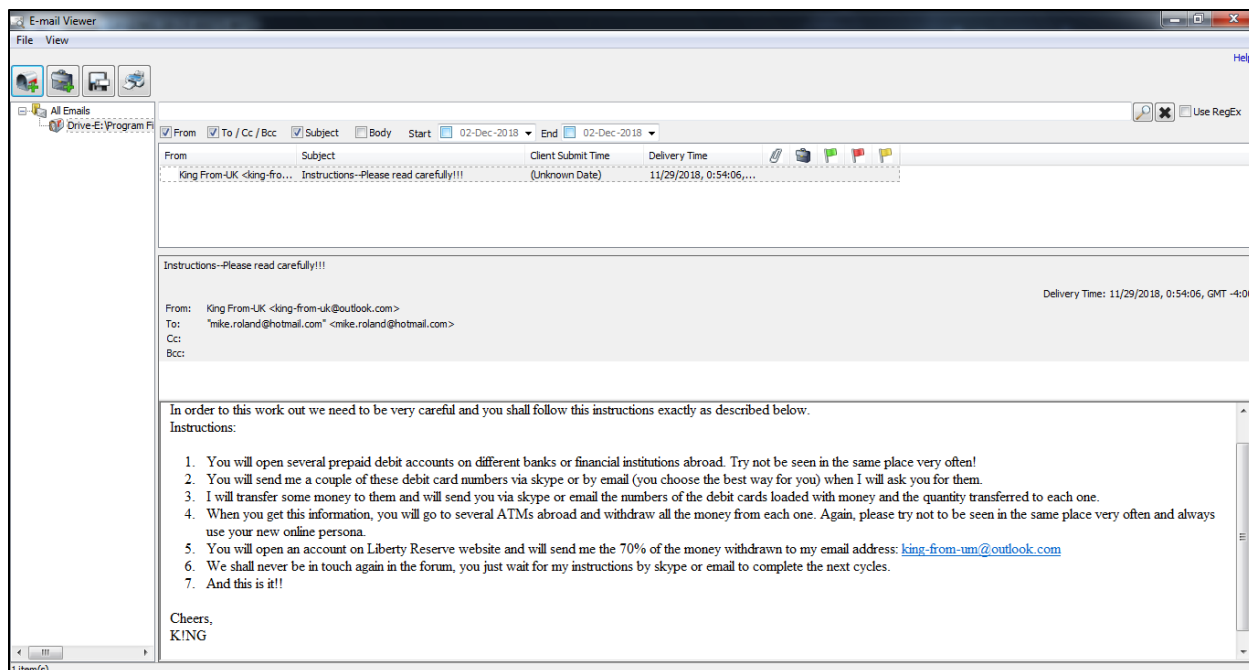 E-mail Viewer
File View
Help
All Emails
Drive-E:\Program Fi
Use RegEx
From To / Cc / Bcc Subject Body Start 02-Dec-2018 End 02-Dec-2018
From Subject Client Submit Time Delivery Time
King From-UK <king-fro... Instructions--Please read carefully!!! (Unknown Date) 11/29/2018, 0:54:06,...
Instructions--Please read carefully!!!
Delivery Time: 11/29/2018, 0:54:06, GMT -4:00
From: King From-UK <king-from-uk@outlook.com>
To: "mike.roland@hotmail.com" <mike.roland@hotmail.com>
Cc:
Bcc:
In order to this work out we need to be very careful and you shall follow this instructions exactly as described below.
Instructions:
1. You will open several prepaid debit accounts on different banks or financial institutions abroad. Try not be seen in the same place very often!
2. You will send me a couple of these debit card numbers via skype or by email (you choose the best way for you) when I will ask you for them.
3. I will transfer some money to them and will send you via skype or email the numbers of the debit cards loaded with money and the quantity transferred to each one.
4. When you get this information, you will go to several ATMs abroad and withdraw all the money from each one. Again, please try not to be seen in the same place very often and always
use your new online persona.
5. You will open an account on Liberty Reserve website and will send me the 70% of the money withdrawn to my email address: king-from-um@outlook.com
6. We shall never be in touch again in the forum, you just wait for my instructions by skype or email to complete the next cycles.
7. And this is it!!
Cheers,
K!NG
1 item(s)